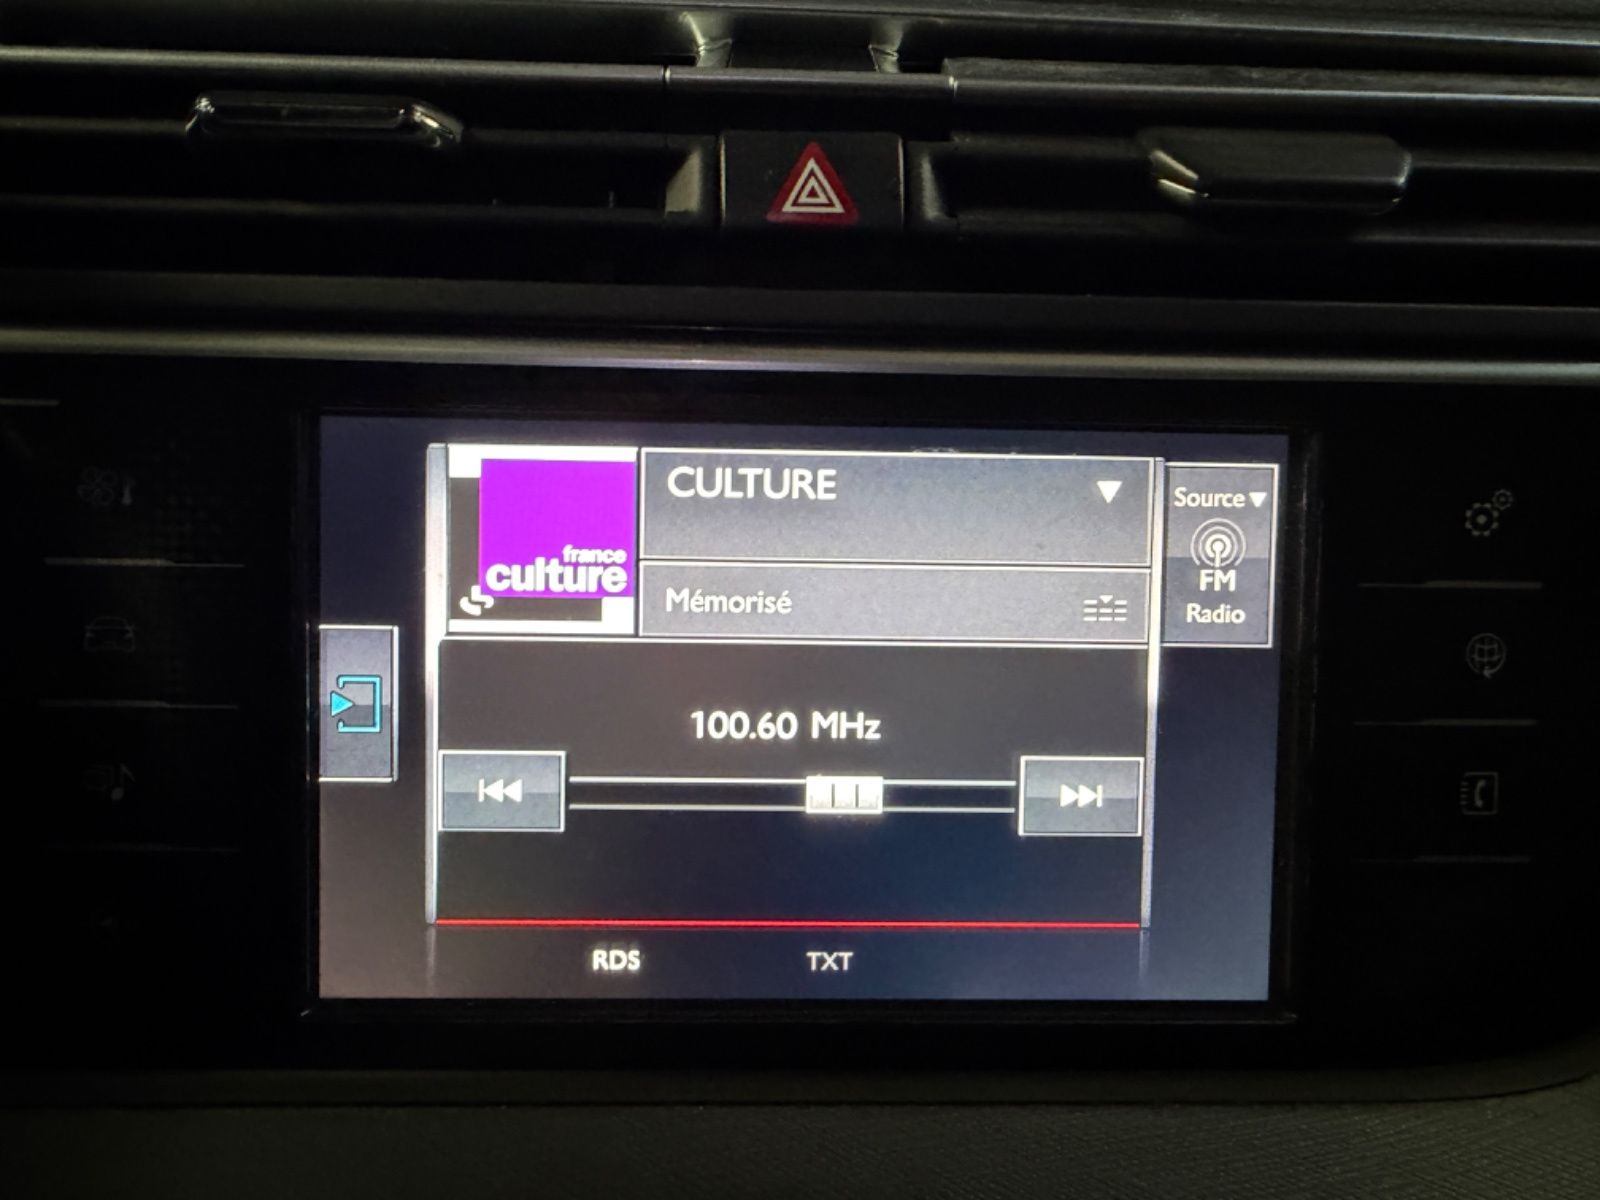 CULTURE
Source
france
culture
FM
Mémorisé
Radio
100.60 MHz
RDS
TXT